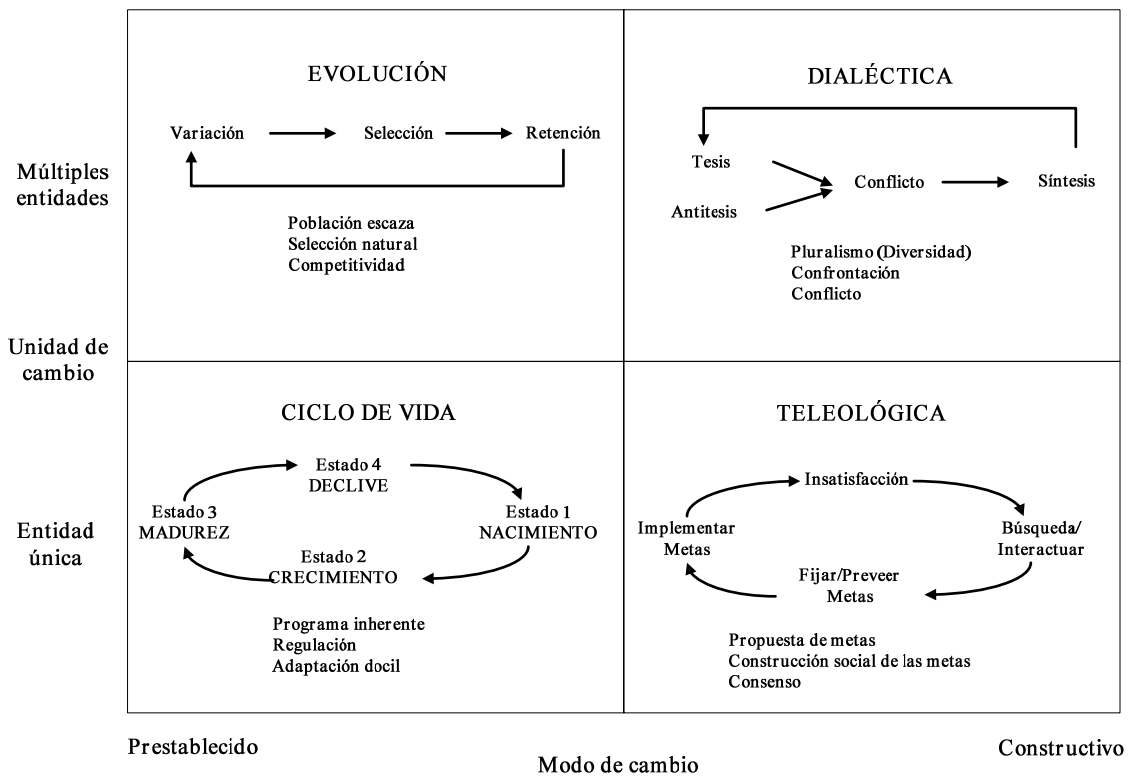 EVOLUCIÓN
Variación
Selección
Retención
Población escaza
Selección natural
Competitividad
DIALÉCTICA
Tesis
Antitesis
Conflicto
Síntesis
Pluralismo (Diversidad)
Confrontación
Conflicto
Múltiples
entidades
Unidad de
cambio
Entidad
única
CICLO DE VIDA
Estado 4
DECLIVE
Estado 3
MADUREZ
Estado 1
NACIMIENTO
Estado 2
CRECIMIENTO
Programa inherente
Regulación
Adaptación docil
TELEOLÓGICA
Insatisfacción
Implementar
Metas
Búsqueda/
Interactuar
Fijar/Preveer
Metas
Propuesta de metas
Construcción social de las metas
Consenso
Prestablecido
Modo de cambio
Constructivo